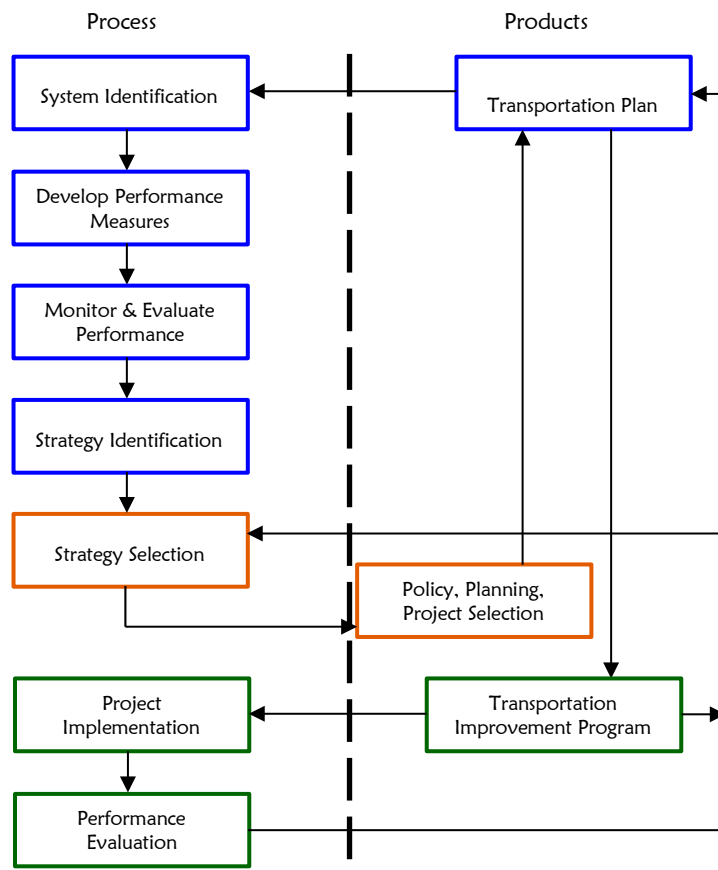 Process
Products
System Identification
Transportation Plan
Develop Performance
Measures
Monitor & Evaluate
Performance
Strategy Identification
Strategy Selection
Policy, Planning,
Project Selection
Project
Implementation
Transportation
Improvement Program
Performance
Evaluation